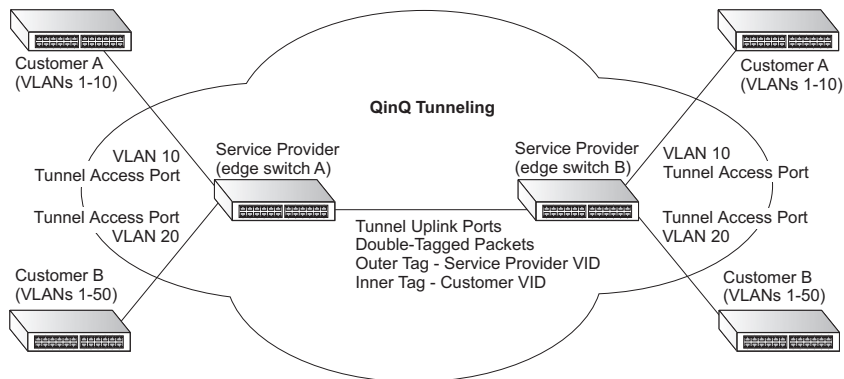 Customer A
(VLANs 1-10)
Customer A
(VLANs 1-10)
QinQ Tunneling
Service Provider
(edge switch A)
Service Provider
(edge switch B)
VLAN 10
Tunnel Access Port
VLAN 10
Tunnel Access Port
Tunnel Access Port
VLAN 20
Tunnel Uplink Ports
Double-Tagged Packets
Outer Tag - Service Provider VID
Inner Tag - Customer VID
Tunnel Access Port
VLAN 20
Customer B
(VLANs 1-50)
Customer B
(VLANs 1-50)